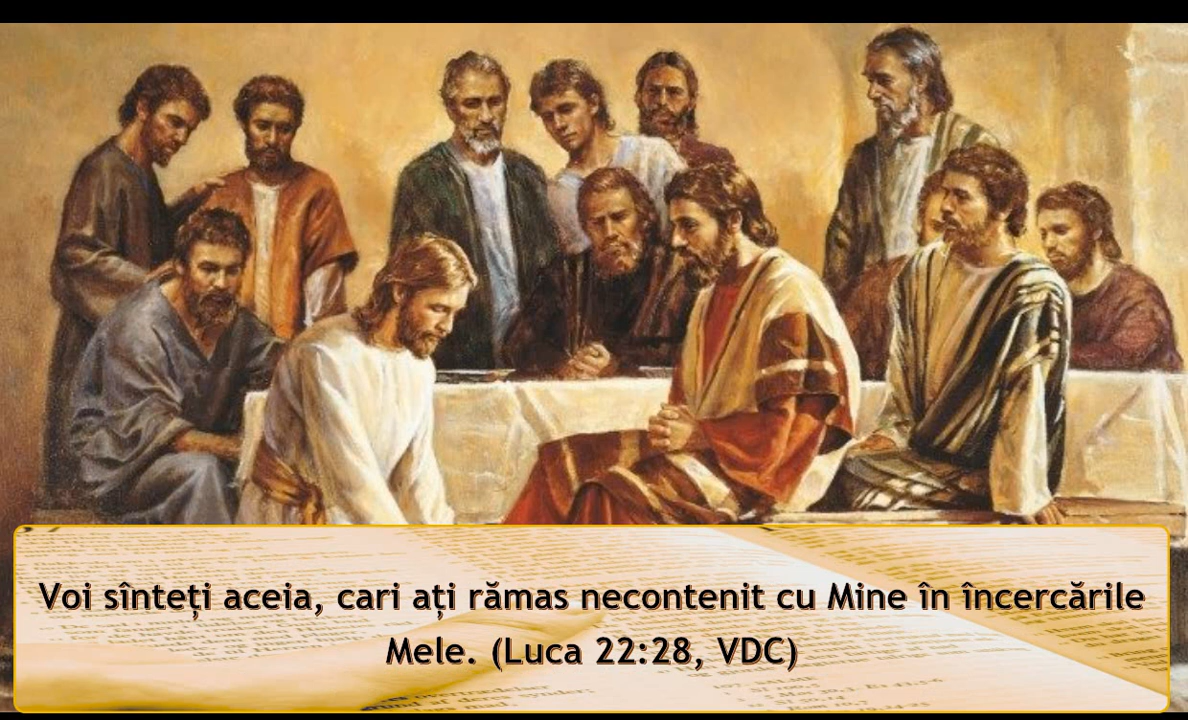 Voi sînteți aceia, cari ați rămas necontenit cu Mine în încercările
Mele. (Luca 22:28, VDC)